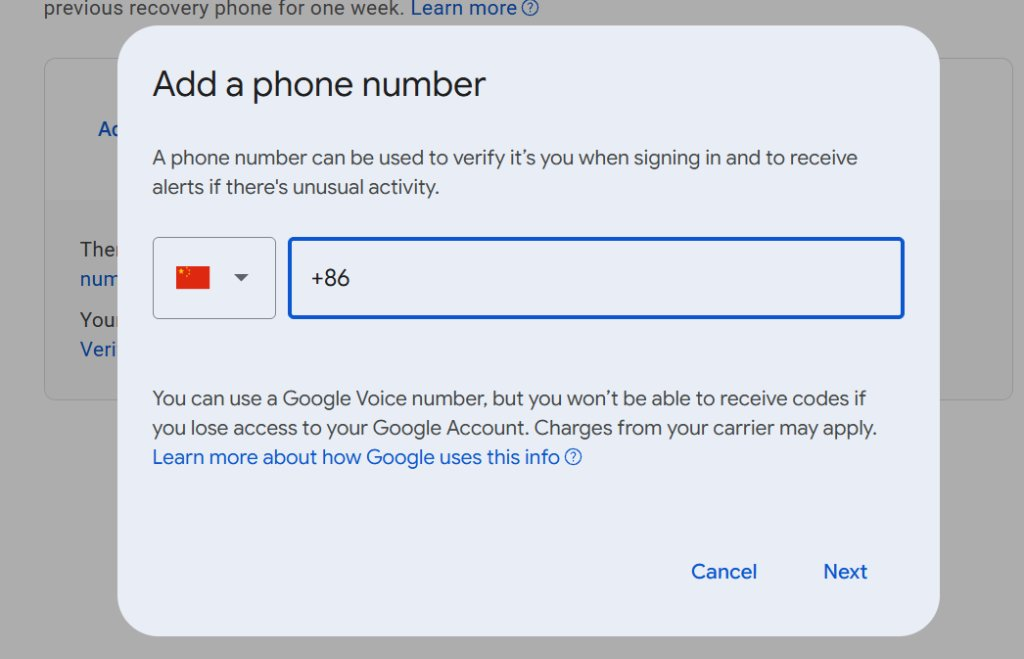 previous recovery phone for one week. Learn more
Add a phone number
A phone number can be used to verify it’s you when signing in and to receive
alerts if there's unusual activity.
+86
You can use a Google Voice number, but you won’t be able to receive codes if
you lose access to your Google Account. Charges from your carrier may apply.
Learn more about how Google uses this info
Cancel Next